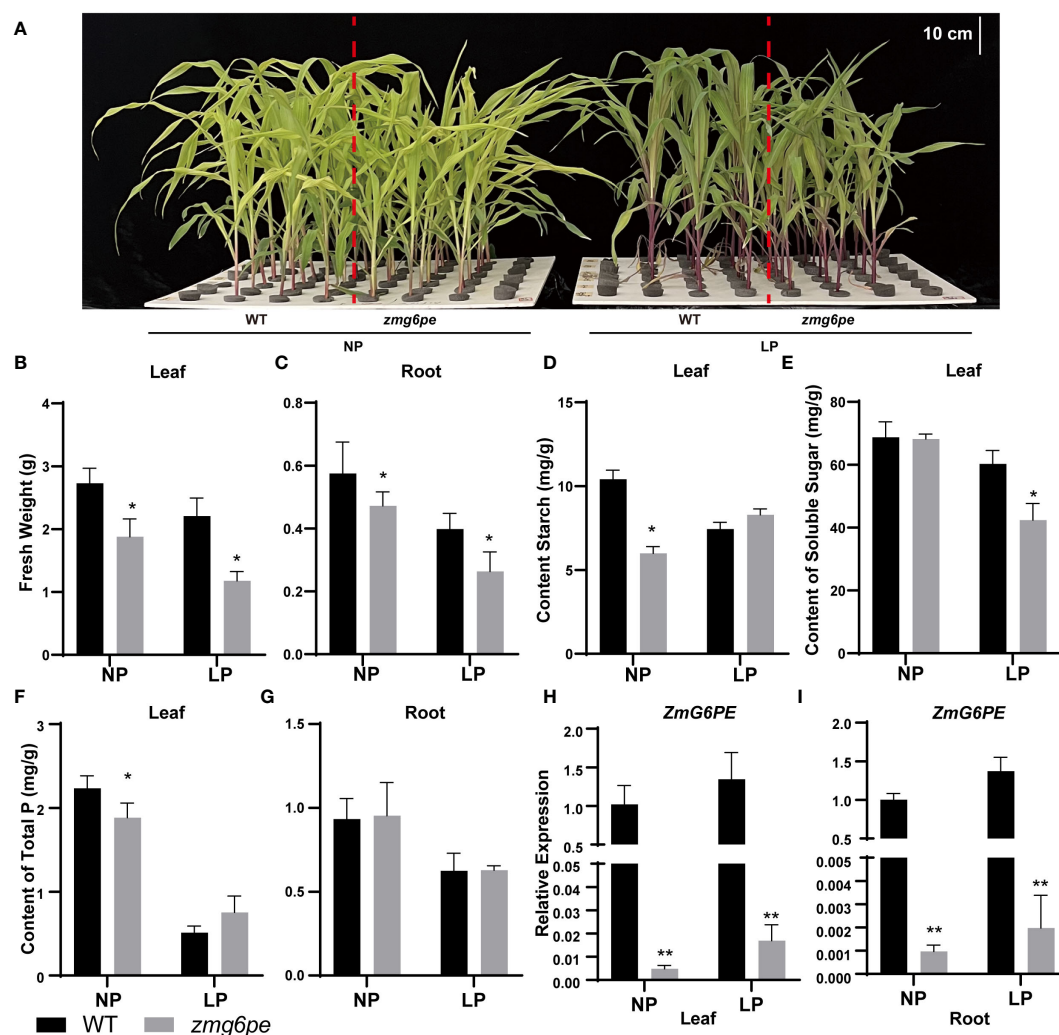 A
10 cm
WT
zmg6pe
WT
zmg6pe
NP
LP
B
Leaf
C
Root
D
Leaf
E
Leaf
Fresh Weight (g)
4
3
2
1
0
*
*
NP
LP
0.8
0.6
0.4
0.2
0.0
*
*
NP
LP
Content Starch (mg/g)
15
10
5
0
*
NP
LP
Content of Soluble Sugar (mg/g)
80
60
40
20
0
*
NP
LP
F
Leaf
G
Root
H
ZmG6PE
I
ZmG6PE
Content of Total P (mg/g)
3
2
1
0
*
NP
LP
1.5
1.0
0.5
0.0
NP
LP
Relative Expression
2.0
1.5
1.0
0.5
0.05
0.04
0.03
0.02
0.01
0.00
**
**
NP
LP
Leaf
2.0
1.5
1.0
0.5
0.005
0.004
0.003
0.002
0.001
0.000
**
**
NP
LP
Root
WT
zmg6pe